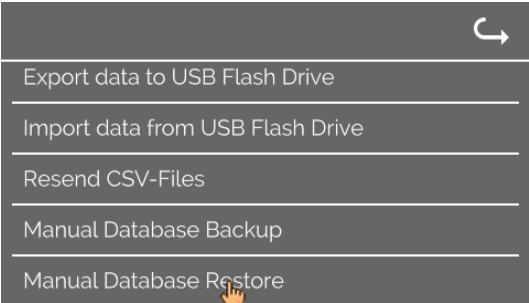 Export data to USB Flash Drive
Import data from USB Flash Drive
Resend CSV-Files
Manual Database Backup
Manual Database Restore